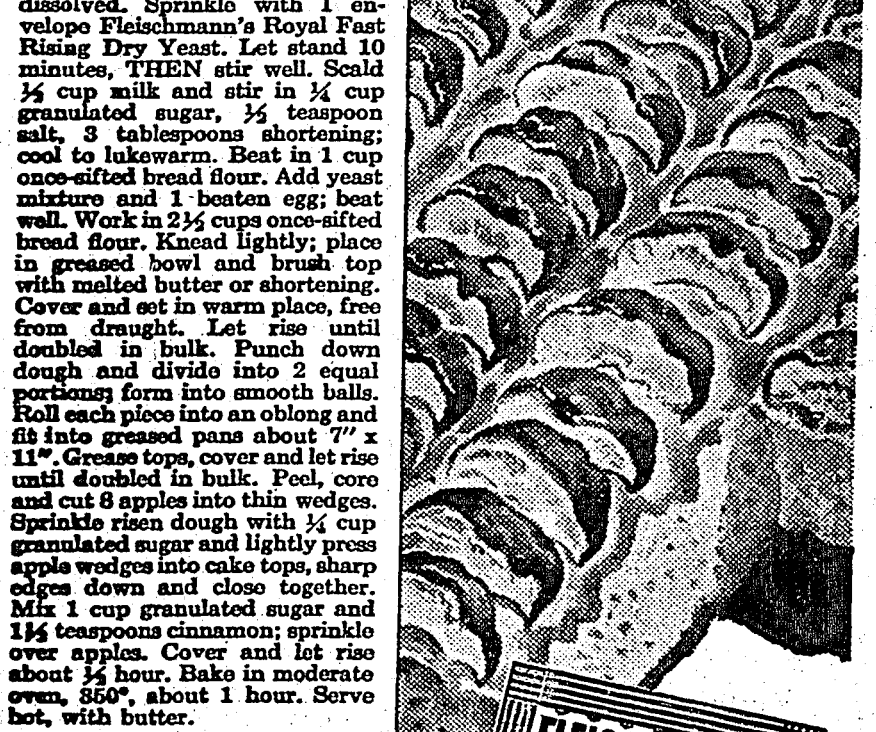 dissolved. Sprinkle with 1 en-
velope Fleischmann's Royal Fast
Rising Dry Yeast. Let stand 10
minutes, THEN stir well. Scald
½ cup milk and stir in ¼ cup
granulated sugar, ½ teaspoon
salt, 3 tablespoons shortening;
cool to lukewarm. Beat in 1 cup
once-sifted bread flour. Add yeast
mixture and 1 beaten egg; beat
well. Work in 2½ cups once-sifted
bread flour. Knead lightly; place
in greased bowl and brush top
with melted butter or shortening.
Cover and set in warm place, free
from draught. Let rise until
doubled in bulk. Punch down
dough and divide into 2 equal
portions; form into smooth balls.
Roll each piece into an oblong and
fit into greased pans about 7" x
11". Grease tops, cover and let rise
until doubled in bulk. Peel, core
and cut 8 apples into thin wedges.
Sprinkle risen dough with ¼ cup
granulated sugar and lightly press
apple wedges into cake tops, sharp
edges down and close together.
Mix 1 cup granulated sugar and
1½ teaspoons cinnamon; sprinkle
over apples. Cover and let rise
about ½ hour. Bake in moderate
oven, 350°, about 1 hour. Serve
hot, with butter.